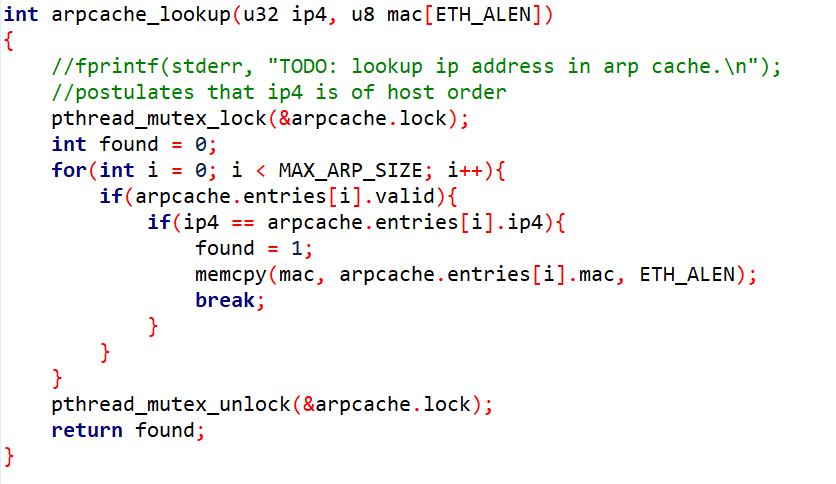 int arpcache_lookup(u32 ip4, u8 mac[ETH_ALEN])
{
    //fprintf(stderr, "TODO: lookup ip address in arp cache.\n");
    //postulates that ip4 is of host order
    pthread_mutex_lock(&arpcache.lock);
    int found = 0;
    for(int i = 0; i < MAX_ARP_SIZE; i++){
        if(arpcache.entries[i].valid){
            if(ip4 == arpcache.entries[i].ip4){
                found = 1;
                memcpy(mac, arpcache.entries[i].mac, ETH_ALEN);
                break;
            }
        }
    }
    pthread_mutex_unlock(&arpcache.lock);
    return found;
}